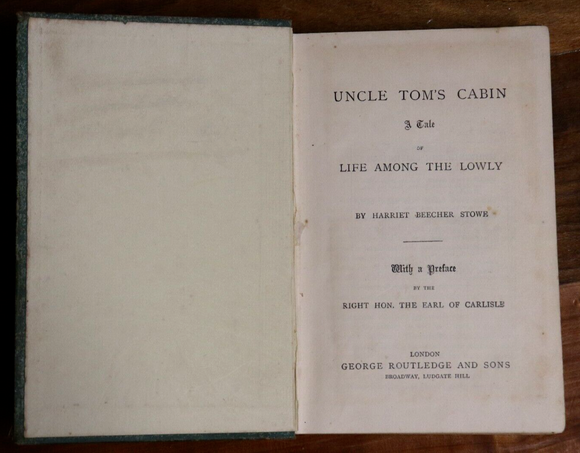 UNCLE TOM'S CABIN
A Tale
OF
LIFE AMONG THE LOWLY
BY HARRIET BEECHER STOWE
With a Preface
BY THE
RIGHT HON. THE EARL OF CARLISLE
LONDON
GEORGE ROUTLEDGE AND SONS
BROADWAY, LUDGATE HILL